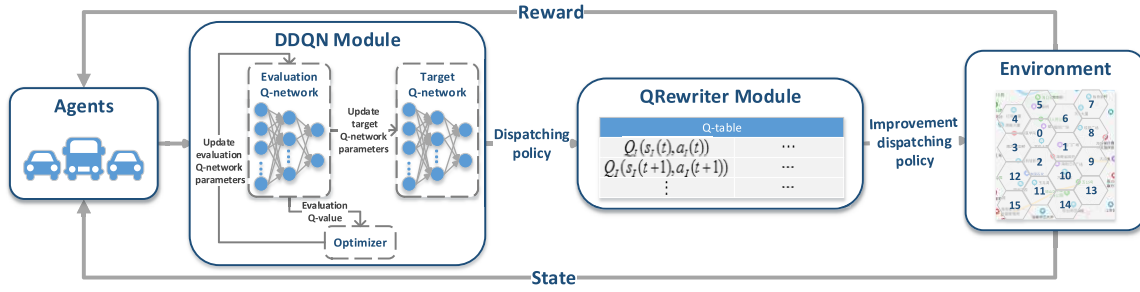 Reward
DDQN Module
Evaluation
Q-network
Target
Q-network
Environment
Agents
QRewriter Module
Update
target
Q-network
parameters
Update
evaluation
Q-network
parameters
Dispatching
policy
Q-table
Q_I(s_I(t),a_I(t)) ⋯
Q_I(s_I(t+1),a_I(t+1)) ⋯
⋮ ⋯
Improvement
dispatching
policy
Evaluation
Q-value
Optimizer
5 7
4 6
0 8
3 1
2 9
12 10
11 13
15 14
State